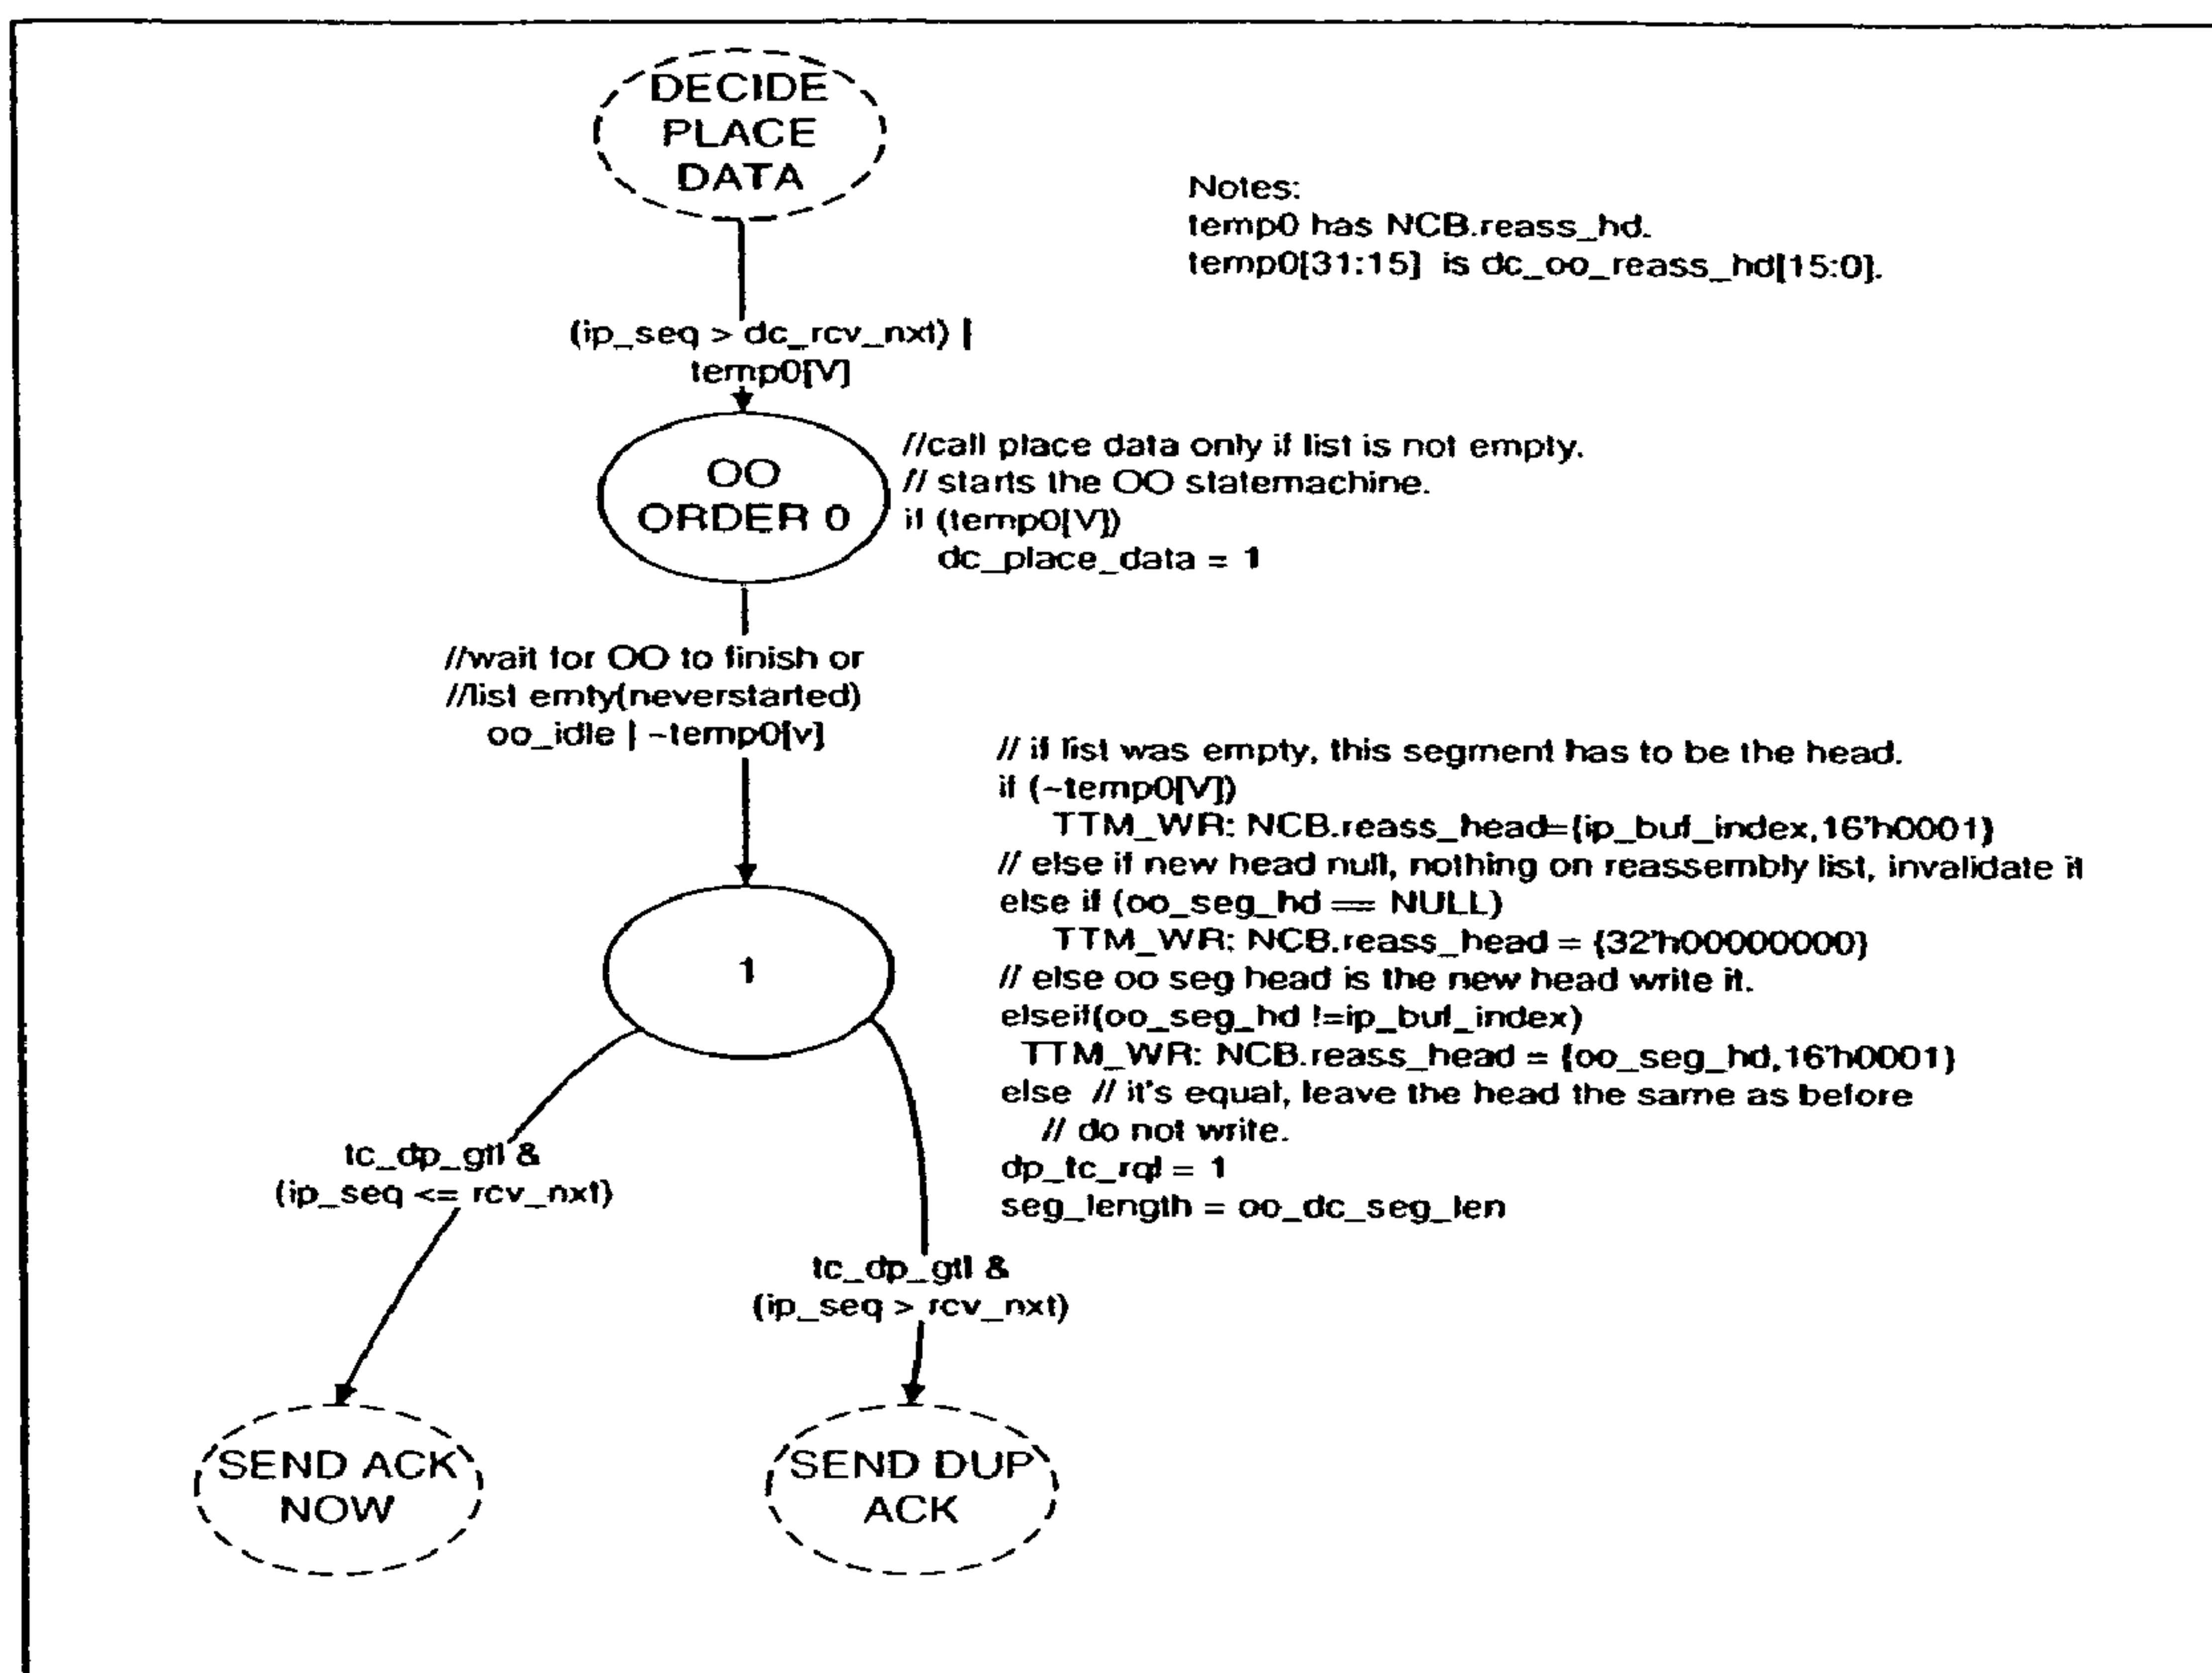 DECIDE
PLACE
DATA
Notes:
temp0 has NCB.reass_hd.
temp0[31:15] is dc_oo_reass_hd[15:0].
(ip_seq > dc_rcv_nxt) |
temp0[V]
OO
ORDER 0
//call place data only if list is not empty.
// starts the OO statemachine.
if (temp0[V])
dc_place_data = 1
//wait for OO to finish or
//list emty(neverstarted)
oo_idle | ~temp0[v]
1
// if list was empty, this segment has to be the head.
if (~temp0[V])
TTM_WR: NCB.reass_head={ip_buf_index,16'h0001}
// else if new head null, nothing on reassembly list, invalidate it
else if (oo_seg_hd == NULL)
TTM_WR: NCB.reass_head = {32'h00000000}
// else oo seg head is the new head write it.
elseif(oo_seg_hd !=ip_buf_index)
TTM_WR: NCB.reass_head = {oo_seg_hd,16'h0001}
else // it's equal, leave the head the same as before
// do not write.
dp_tc_rql = 1
seg_length = oo_dc_seg_len
tc_dp_gtl &
(ip_seq <= rcv_nxt)
tc_dp_gtl &
(ip_seq > rcv_nxt)
SEND ACK
NOW
SEND DUP
ACK